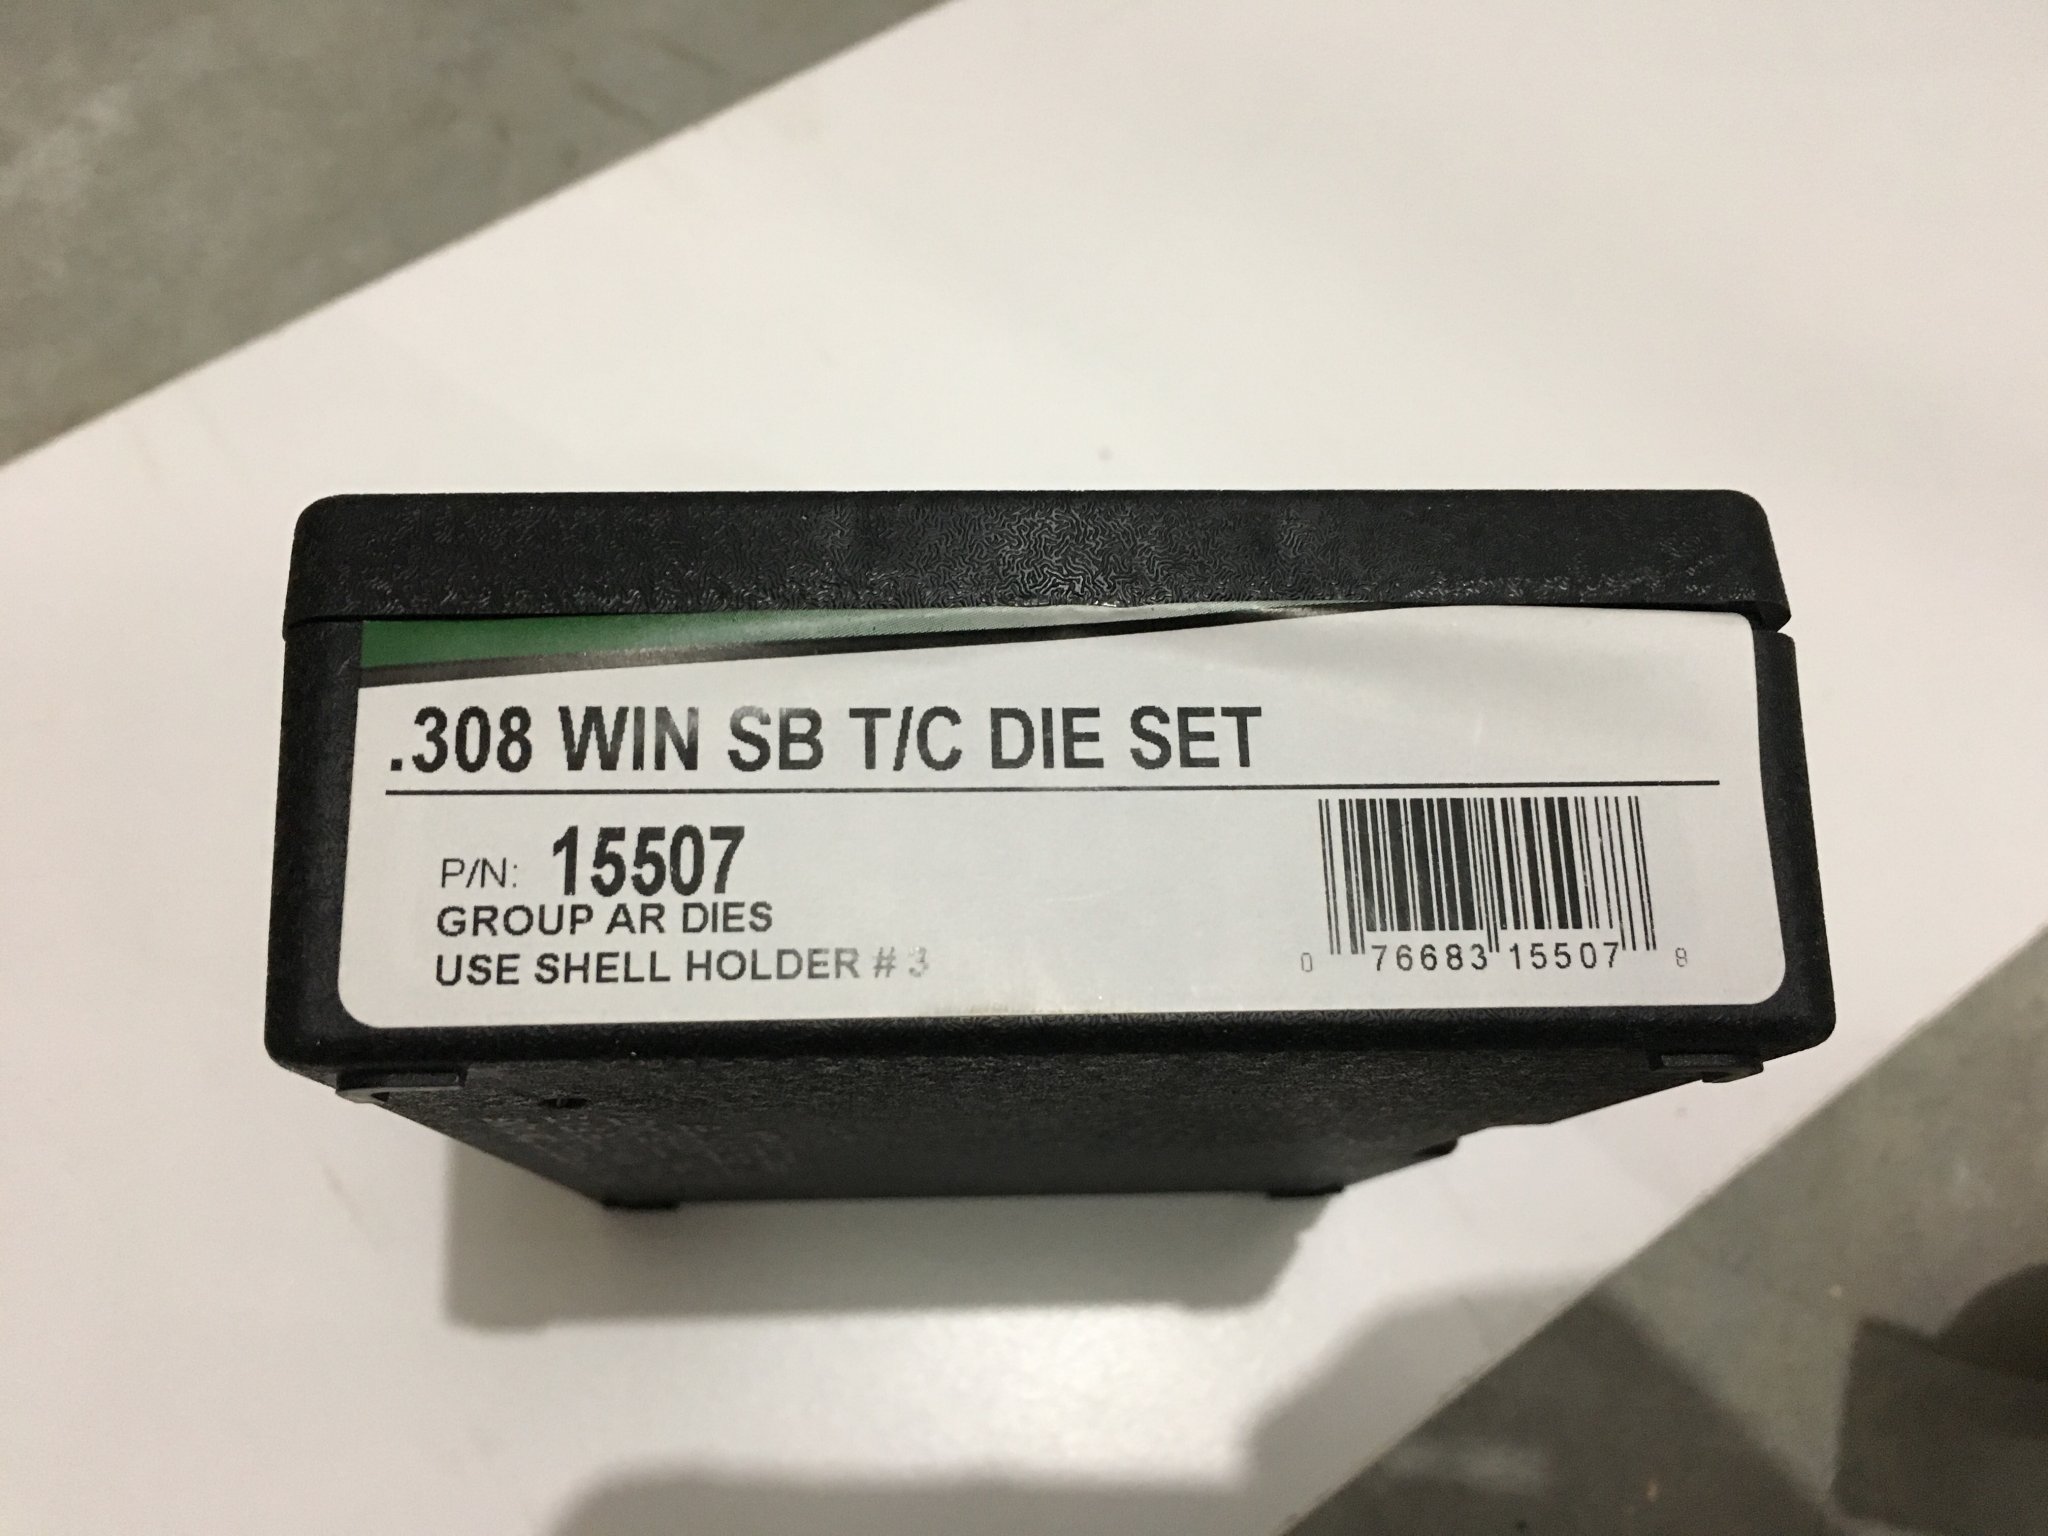 .308 WIN SB T/C DIE SET
P/N: 15507
GROUP AR DIES
USE SHELL HOLDER # 3
0 76683 15507 8